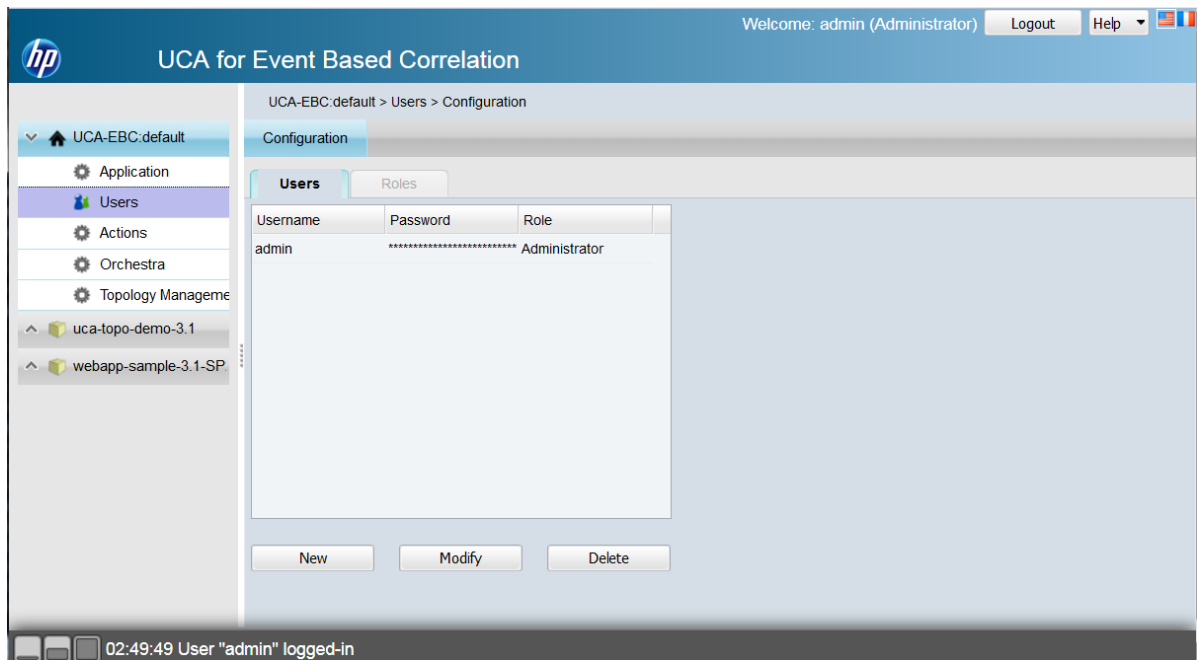 Welcome: admin (Administrator) Logout Help
hp UCA for Event Based Correlation
UCA-EBC:default > Users > Configuration
UCA-EBC:default
Application
Users
Actions
Orchestra
Topology Manageme
uca-topo-demo-3.1
webapp-sample-3.1-SP.
Configuration
Users Roles
Username Password Role
admin ************************** Administrator
New Modify Delete
02:49:49 User "admin" logged-in